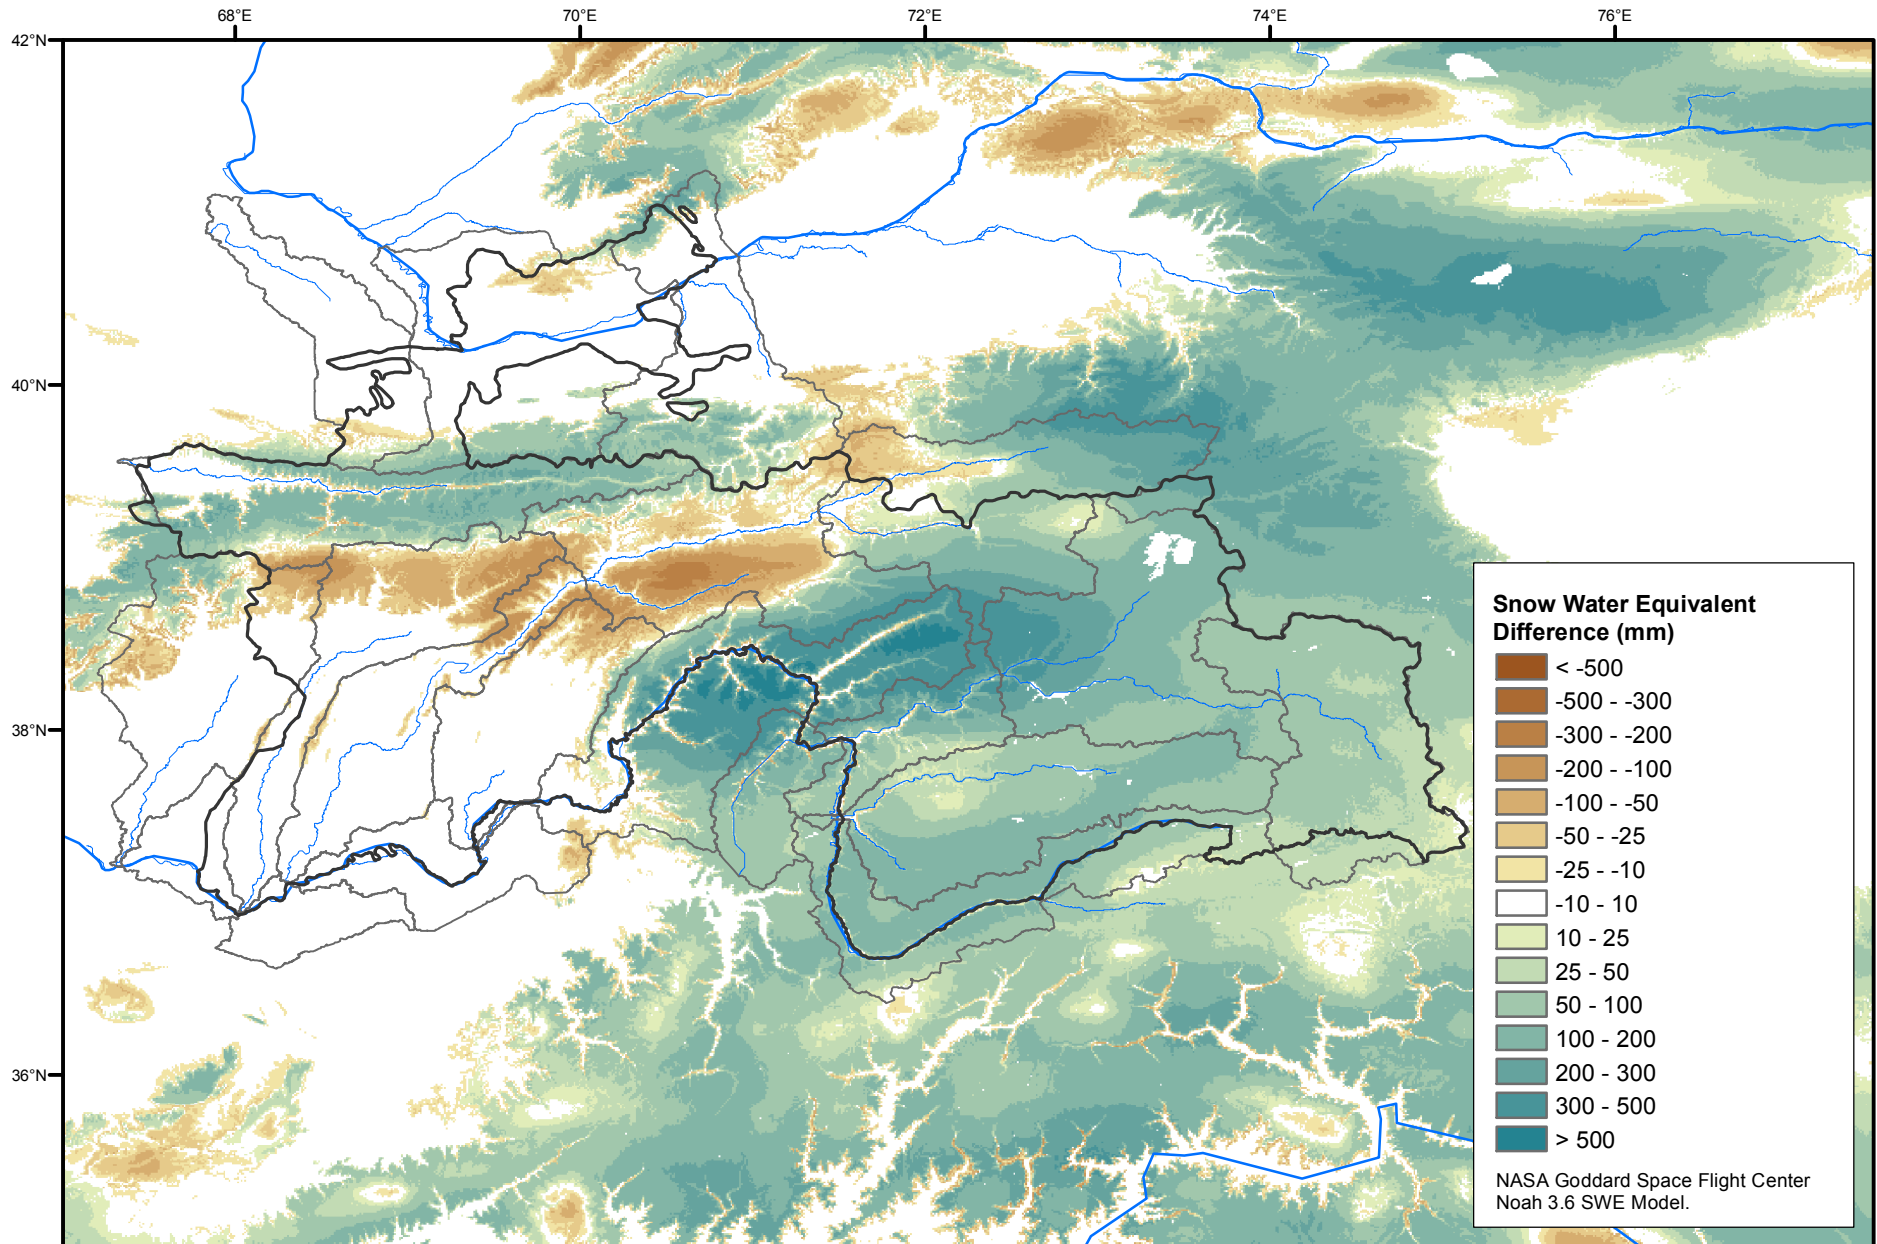 68°E 70°E 72°E 74°E 76°E
42°N
40°N
38°N
36°N
Snow Water Equivalent
Difference (mm)
< -500
-500 - -300
-300 - -200
-200 - -100
-100 - -50
-50 - -25
-25 - -10
-10 - 10
10 - 25
25 - 50
50 - 100
100 - 200
200 - 300
300 - 500
> 500
NASA Goddard Space Flight Center
Noah 3.6 SWE Model.